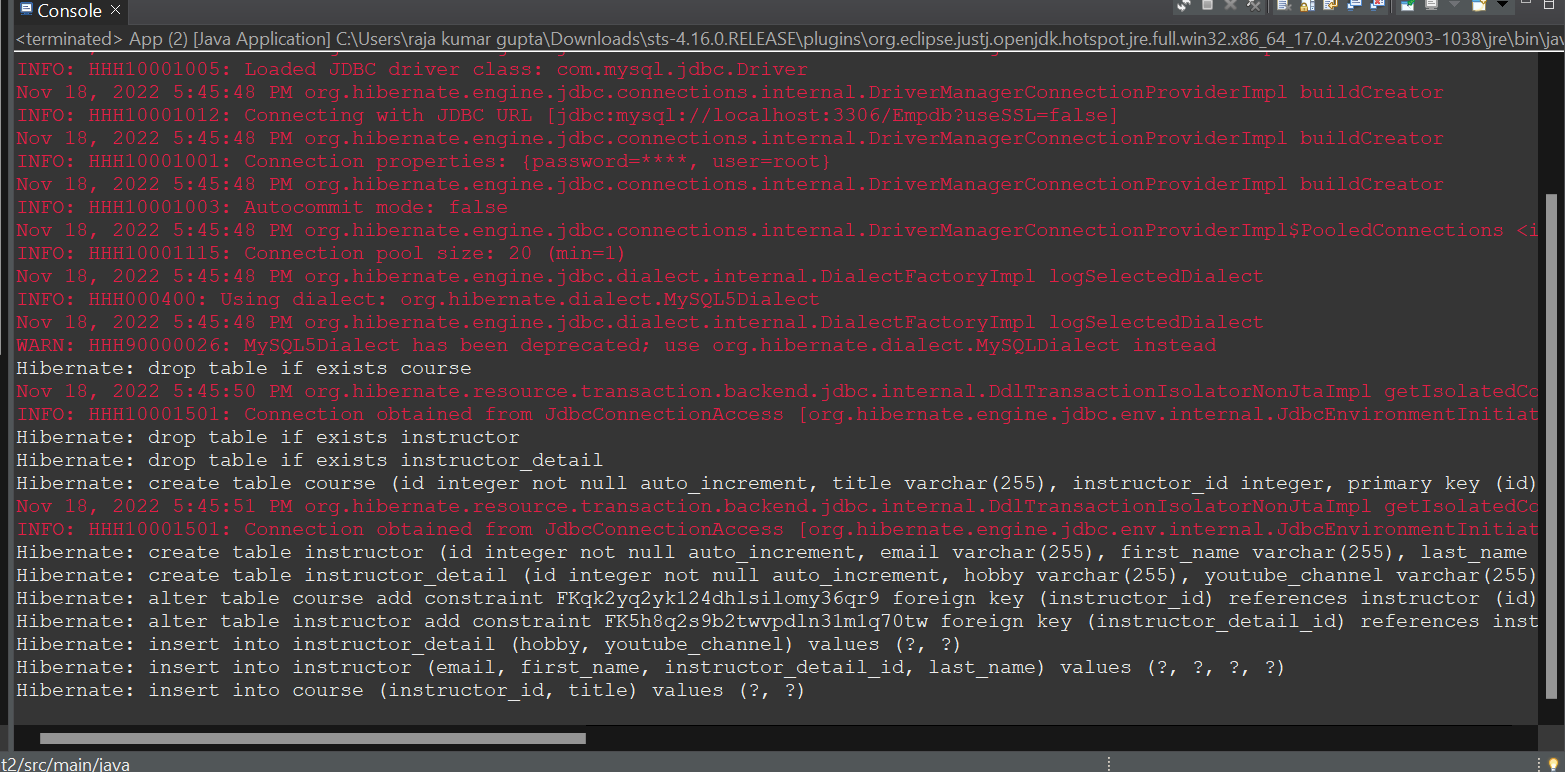 Console ×
<terminated> App (2) [Java Application] C:\Users\raja kumar gupta\Downloads\sts-4.16.0.RELEASE\plugins\org.eclipse.justj.openjdk.hotspot.jre.full.win32.x86_64_17.0.4.v20220903-1038\jre\bin\jav
INFO: HHH10001005: Loaded JDBC driver class: com.mysql.jdbc.Driver
Nov 18, 2022 5:45:48 PM org.hibernate.engine.jdbc.connections.internal.DriverManagerConnectionProviderImpl buildCreator
INFO: HHH10001012: Connecting with JDBC URL [jdbc:mysql://localhost:3306/Empdb?useSSL=false]
Nov 18, 2022 5:45:48 PM org.hibernate.engine.jdbc.connections.internal.DriverManagerConnectionProviderImpl buildCreator
INFO: HHH10001001: Connection properties: {password=****, user=root}
Nov 18, 2022 5:45:48 PM org.hibernate.engine.jdbc.connections.internal.DriverManagerConnectionProviderImpl buildCreator
INFO: HHH10001003: Autocommit mode: false
Nov 18, 2022 5:45:48 PM org.hibernate.engine.jdbc.connections.internal.DriverManagerConnectionProviderImpl$PooledConnections <i
INFO: HHH10001115: Connection pool size: 20 (min=1)
Nov 18, 2022 5:45:48 PM org.hibernate.engine.jdbc.dialect.internal.DialectFactoryImpl logSelectedDialect
INFO: HHH000400: Using dialect: org.hibernate.dialect.MySQL5Dialect
Nov 18, 2022 5:45:48 PM org.hibernate.engine.jdbc.dialect.internal.DialectFactoryImpl logSelectedDialect
WARN: HHH90000026: MySQL5Dialect has been deprecated; use org.hibernate.dialect.MySQLDialect instead
Hibernate: drop table if exists course
Nov 18, 2022 5:45:50 PM org.hibernate.resource.transaction.backend.jdbc.internal.DdlTransactionIsolatorNonJtaImpl getIsolatedCo
INFO: HHH10001501: Connection obtained from JdbcConnectionAccess [org.hibernate.engine.jdbc.env.internal.JdbcEnvironmentInitiat
Hibernate: drop table if exists instructor
Hibernate: drop table if exists instructor_detail
Hibernate: create table course (id integer not null auto_increment, title varchar(255), instructor_id integer, primary key (id)
Nov 18, 2022 5:45:51 PM org.hibernate.resource.transaction.backend.jdbc.internal.DdlTransactionIsolatorNonJtaImpl getIsolatedCo
INFO: HHH10001501: Connection obtained from JdbcConnectionAccess [org.hibernate.engine.jdbc.env.internal.JdbcEnvironmentInitiat
Hibernate: create table instructor (id integer not null auto_increment, email varchar(255), first_name varchar(255), last_name
Hibernate: create table instructor_detail (id integer not null auto_increment, hobby varchar(255), youtube_channel varchar(255)
Hibernate: alter table course add constraint FKqk2yq2yk124dhlsilomy36qr9 foreign key (instructor_id) references instructor (id)
Hibernate: alter table instructor add constraint FK5h8q2s9b2twvpdln31m1q70tw foreign key (instructor_detail_id) references inst
Hibernate: insert into instructor_detail (hobby, youtube_channel) values (?, ?)
Hibernate: insert into instructor (email, first_name, instructor_detail_id, last_name) values (?, ?, ?, ?)
Hibernate: insert into course (instructor_id, title) values (?, ?)
t2/src/main/java